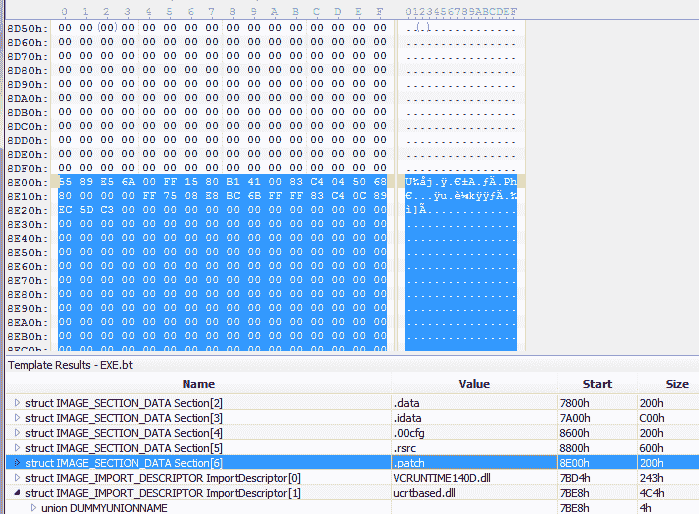 0 1 2 3 4 5 6 7 8 9 A B C D E F 0123456789ABCDEF
8D50h: 00 00 (00) 00 00 00 00 00 00 00 00 00 00 00 00 00 ..(.).............
8D60h: 00 00 00 00 00 00 00 00 00 00 00 00 00 00 00 00 ................
8D70h: 00 00 00 00 00 00 00 00 00 00 00 00 00 00 00 00 ................
8D80h: 00 00 00 00 00 00 00 00 00 00 00 00 00 00 00 00 ................
8D90h: 00 00 00 00 00 00 00 00 00 00 00 00 00 00 00 00 ................
8DA0h: 00 00 00 00 00 00 00 00 00 00 00 00 00 00 00 00 ................
8DB0h: 00 00 00 00 00 00 00 00 00 00 00 00 00 00 00 00 ................
8DC0h: 00 00 00 00 00 00 00 00 00 00 00 00 00 00 00 00 ................
8DD0h: 00 00 00 00 00 00 00 00 00 00 00 00 00 00 00 00 ................
8DE0h: 00 00 00 00 00 00 00 00 00 00 00 00 00 00 00 00 ................
8DF0h: 00 00 00 00 00 00 00 00 00 00 00 00 00 00 00 00 ................
8E00h: 55 89 E5 6A 00 FF 15 80 B1 41 00 83 C4 04 50 68 U‰åj.ÿ.€±A.ƒÄ.Ph
8E10h: 80 00 00 00 FF 75 08 E8 BC 6B FF FF 83 C4 0C 89 €...ÿu.è¼kÿÿƒÄ.‰
8E20h: EC 5D C3 00 00 00 00 00 00 00 00 00 00 00 00 00 ì]Ã.............
8E30h: 00 00 00 00 00 00 00 00 00 00 00 00 00 00 00 00 ................
8E40h: 00 00 00 00 00 00 00 00 00 00 00 00 00 00 00 00 ................
8E50h: 00 00 00 00 00 00 00 00 00 00 00 00 00 00 00 00 ................
8E60h: 00 00 00 00 00 00 00 00 00 00 00 00 00 00 00 00 ................
8E70h: 00 00 00 00 00 00 00 00 00 00 00 00 00 00 00 00 ................
8E80h: 00 00 00 00 00 00 00 00 00 00 00 00 00 00 00 00 ................
8E90h: 00 00 00 00 00 00 00 00 00 00 00 00 00 00 00 00 ................
8EA0h: 00 00 00 00 00 00 00 00 00 00 00 00 00 00 00 00 ................
8EB0h: 00 00 00 00 00 00 00 00 00 00 00 00 00 00 00 00 ................
8EC0h: 00 00 00 00 00 00 00 00 00 00 00 00 00 00 00 00 ................
Template Results - EXE.bt
Name Value Start Size
struct IMAGE_SECTION_DATA Section[2] .data 7800h 200h
struct IMAGE_SECTION_DATA Section[3] .idata 7A00h C00h
struct IMAGE_SECTION_DATA Section[4] .00cfg 8600h 200h
struct IMAGE_SECTION_DATA Section[5] .rsrc 8800h 600h
struct IMAGE_SECTION_DATA Section[6] .patch 8E00h 200h
struct IMAGE_IMPORT_DESCRIPTOR ImportDescriptor[0] VCRUNTIME140D.dll 7BD4h 243h
struct IMAGE_IMPORT_DESCRIPTOR ImportDescriptor[1] ucrtbased.dll 7BE8h 4C4h
union DUMMYUNIONNAME 7BE8h 4h